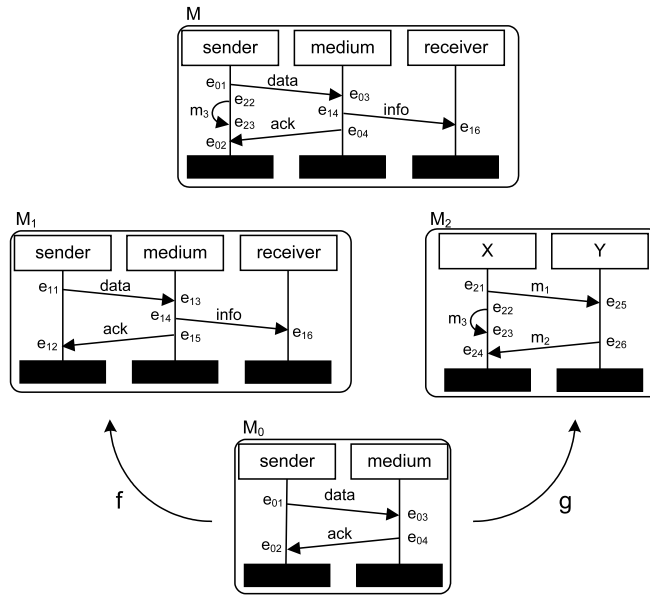 M
sender medium receiver
e01 data e03
e22 e14 info
m3 e23 ack e04 e16
e02
M1
sender medium receiver
e11 data e13
e14 info
ack e15 e16
e12
M2
X Y
e21 m1 e25
e22
m3 e23
e24 m2 e26
M0
sender medium
e01 data e03
e02 ack e04
f
g